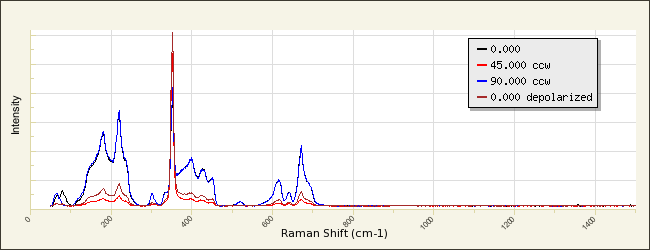 0.000
45.000 ccw
90.000 ccw
0.000 depolarized
Intensity
0
200
400
600
800
1000
1200
1400
Raman Shift (cm-1)